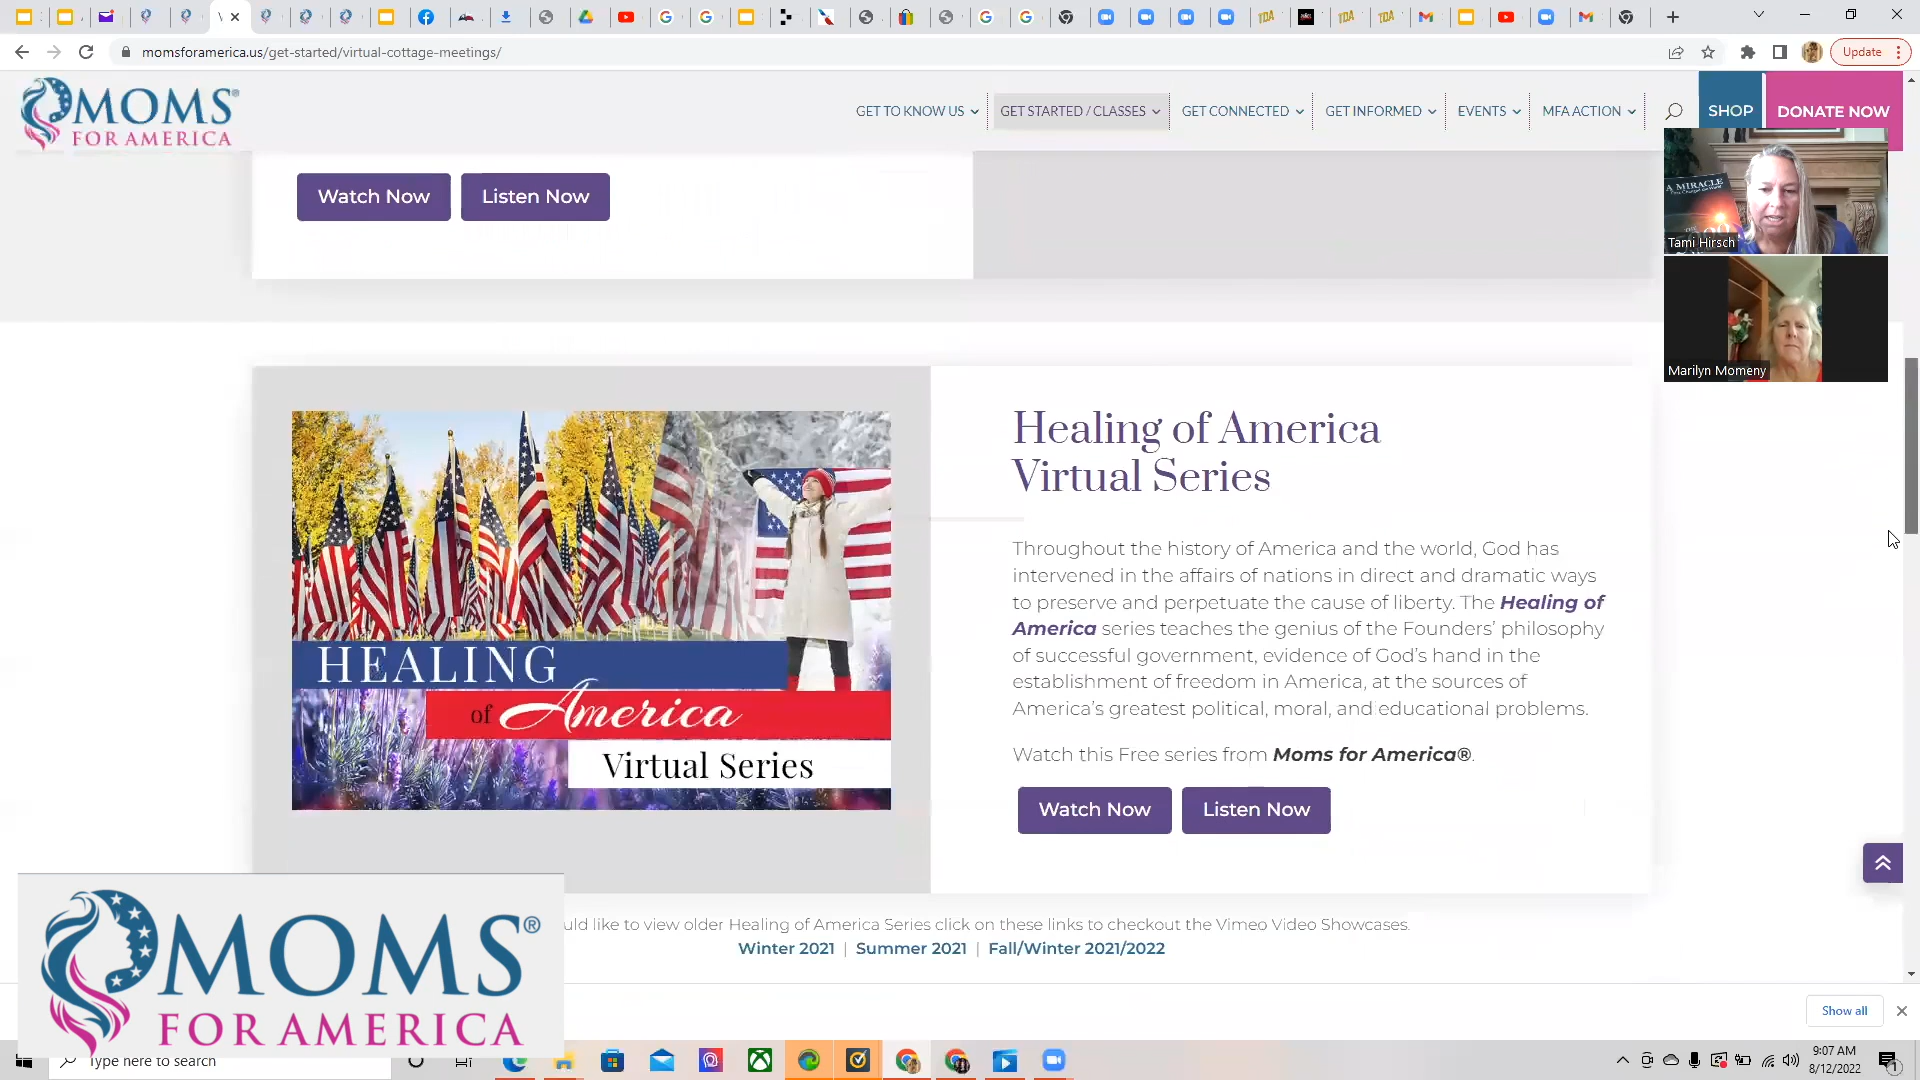 momsforamerica.us/get-started/virtual-cottage-meetings/
Update
MOMS®
FOR AMERICA
GET TO KNOW US
GET STARTED / CLASSES
GET CONNECTED
GET INFORMED
EVENTS
MFA ACTION
SHOP
DONATE NOW
A MIRACLE
Tami Hirsch
Marilyn Momeny
Watch Now
Listen Now
HEALING
of America
Virtual Series
Healing of America
Virtual Series
Throughout the history of America and the world, God has
intervened in the affairs of nations in direct and dramatic ways
to preserve and perpetuate the cause of liberty. The Healing of
America series teaches the genius of the Founders' philosophy
of successful government, evidence of God's hand in the
establishment of freedom in America, at the sources of
America's greatest political, moral, and educational problems.
Watch this Free series from Moms for America®.
Watch Now
Listen Now
like to view older Healing of America Series click on these links to checkout the Vimeo Video Showcases.
Winter 2021 | Summer 2021 | Fall/Winter 2021/2022
MOMS®
FOR AMERICA
Show all
Type here to search
9:07 AM
8/12/2022